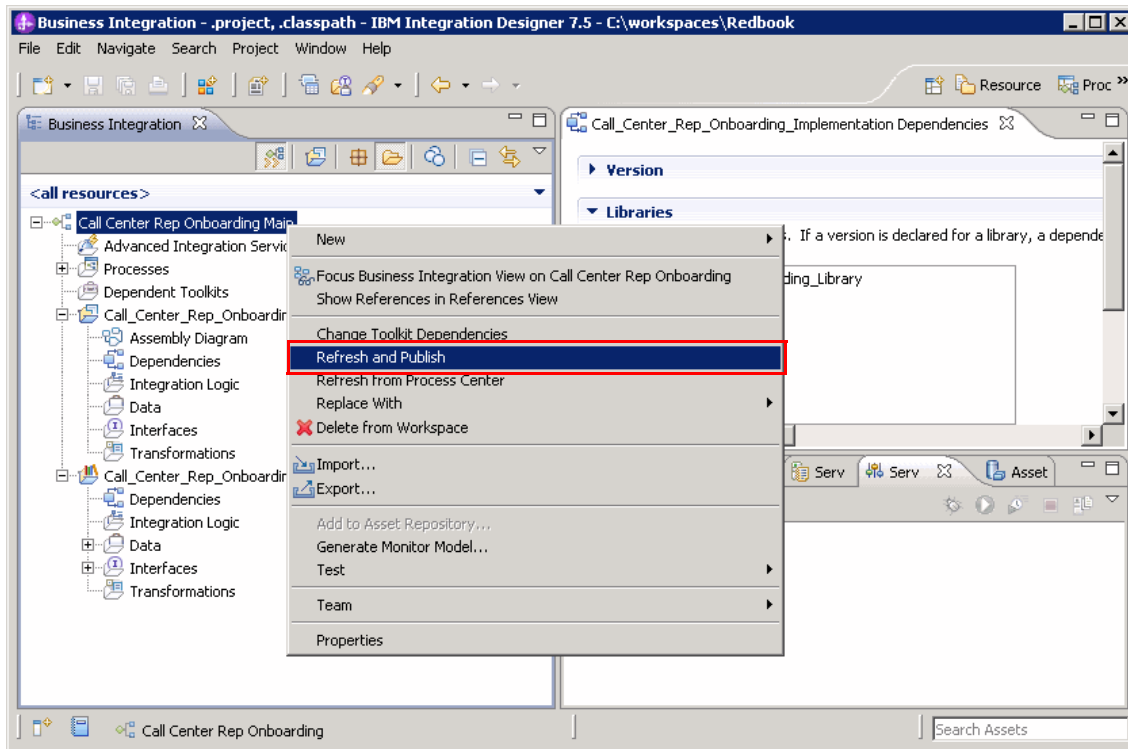 Business Integration - .project, .classpath - IBM Integration Designer 7.5 - C:\workspaces\Redbook
File Edit Navigate Search Project Window Help
Resource Proc »
Business Integration
Call_Center_Rep_Onboarding_Implementation Dependencies
<all resources>
Version
Libraries
s. If a version is declared for a library, a depende
ding_Library
Call Center Rep Onboarding Main
Advanced Integration Servic
Processes
Dependent Toolkits
Call_Center_Rep_Onboardin
Assembly Diagram
Dependencies
Integration Logic
Data
Interfaces
Transformations
Call_Center_Rep_Onboardin
Dependencies
Integration Logic
Data
Interfaces
Transformations
New
Focus Business Integration View on Call Center Rep Onboarding
Show References in References View
Change Toolkit Dependencies
Refresh and Publish
Refresh from Process Center
Replace With
Delete from Workspace
Import...
Export...
Add to Asset Repository...
Generate Monitor Model...
Test
Team
Properties
Serv Serv Asset
Call Center Rep Onboarding
Search Assets